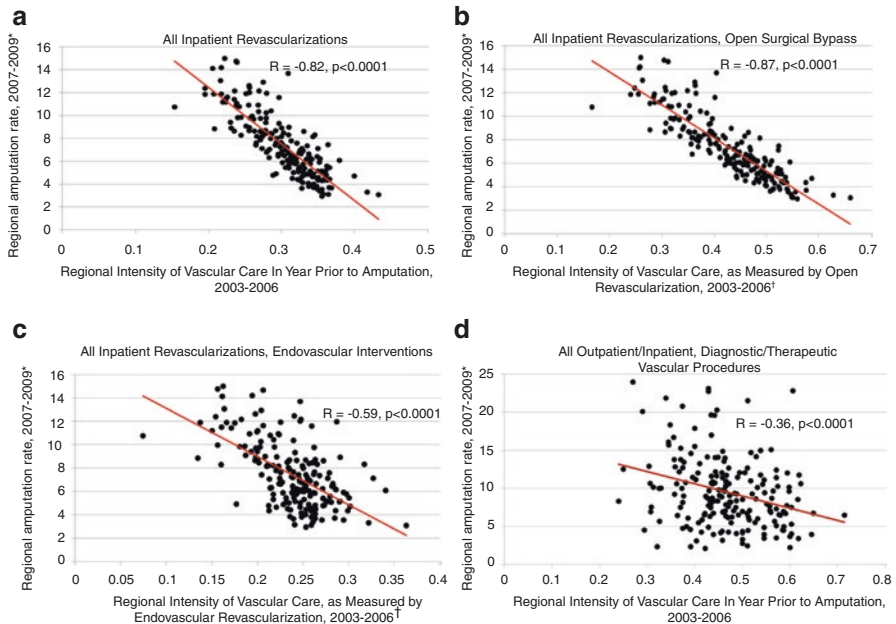 a
All Inpatient Revascularizations
R = -0.82, p<0.0001
Regional amputation rate, 2007-2009*
16
14
12
10
8
6
4
2
0
0 0.1 0.2 0.3 0.4 0.5
Regional Intensity of Vascular Care In Year Prior to Amputation,
2003-2006
b
All Inpatient Revascularizations, Open Surgical Bypass
R = -0.87, p<0.0001
Regional amputation rate, 2007-2009*
16
14
12
10
8
6
4
2
0
0 0.1 0.2 0.3 0.4 0.5 0.6 0.7
Regional Intensity of Vascular Care, as Measured by Open
Revascularization, 2003-2006†
c
All Inpatient Revascularizations, Endovascular Interventions
R = -0.59, p<0.0001
Regional amputation rate, 2007-2009*
16
14
12
10
8
6
4
2
0
0 0.05 0.1 0.15 0.2 0.25 0.3 0.35 0.4
Regional Intensity of Vascular Care, as Measured by
Endovascular Revascularization, 2003-2006†
d
All Outpatient/Inpatient, Diagnostic/Therapeutic
Vascular Procedures
R = -0.36, p<0.0001
Regional amputation rate, 2007-2009*
25
20
15
10
5
0
0 0.1 0.2 0.3 0.4 0.5 0.6 0.7 0.8
Regional Intensity of Vascular Care In Year Prior to Amputation,
2003-2006